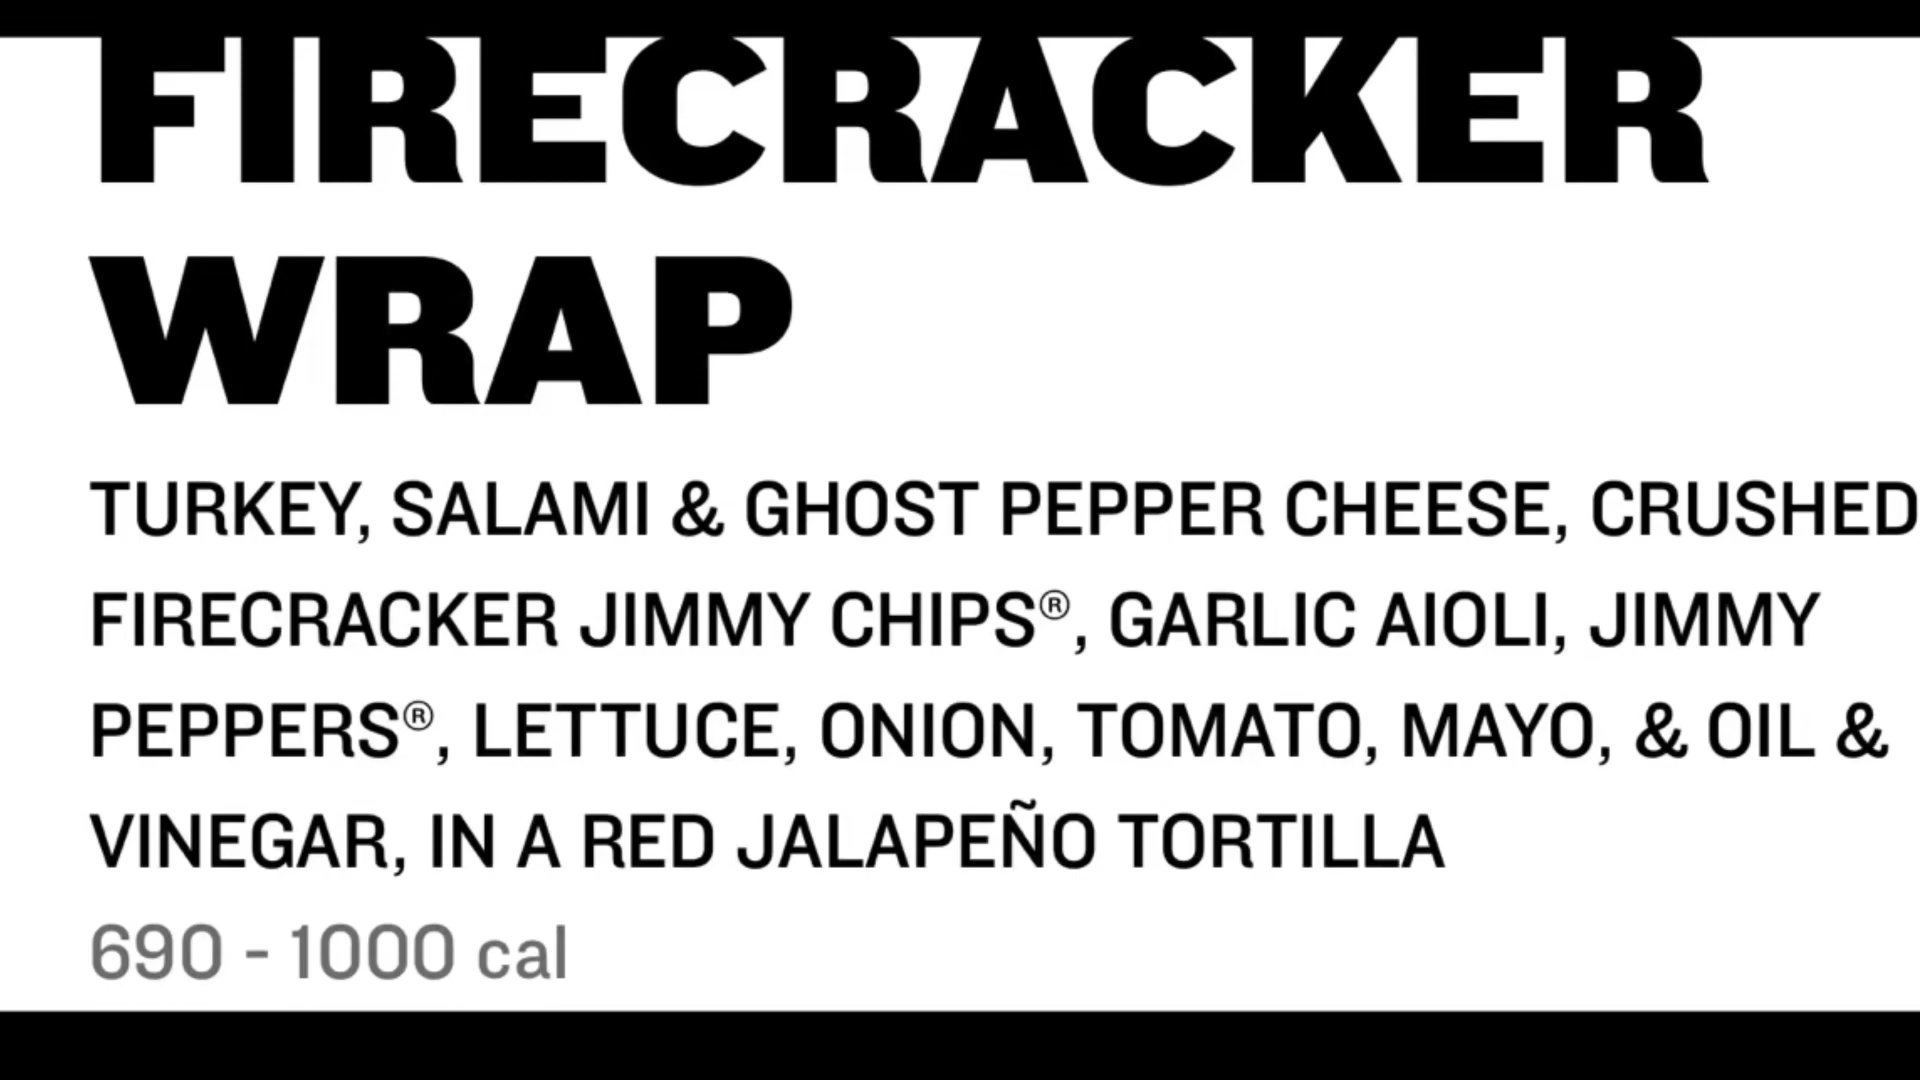 FIRECRACKER
WRAP
TURKEY, SALAMI & GHOST PEPPER CHEESE, CRUSHED
FIRECRACKER JIMMY CHIPS®, GARLIC AIOLI, JIMMY
PEPPERS®, LETTUCE, ONION, TOMATO, MAYO, & OIL &
VINEGAR, IN A RED JALAPEÑO TORTILLA
690 - 1000 cal